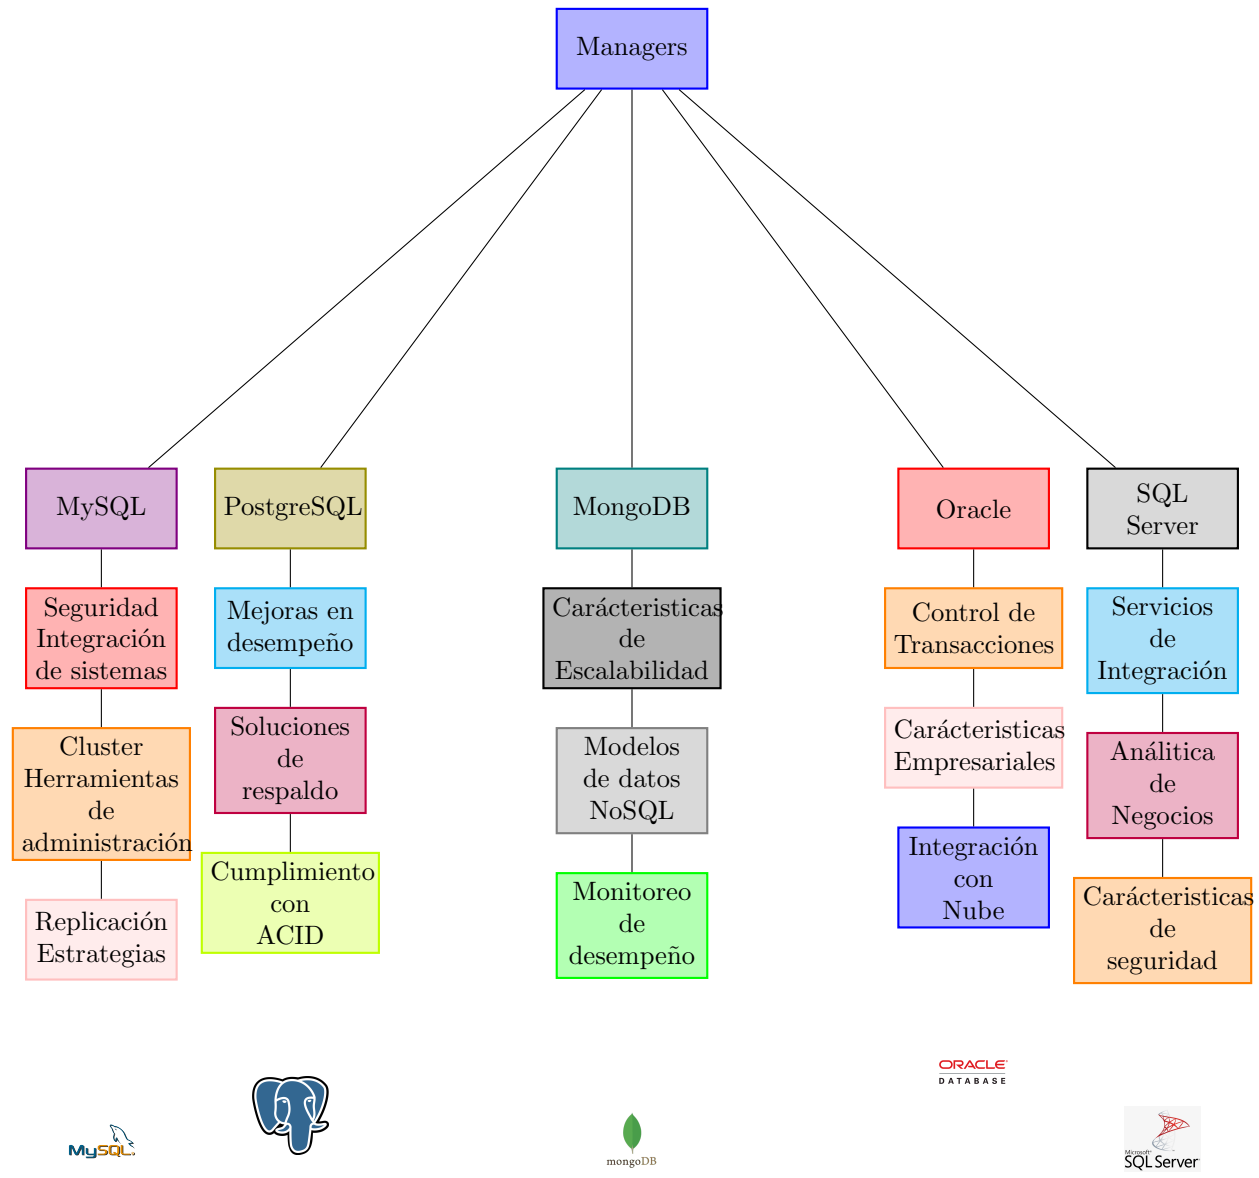 Managers
MySQL
PostgreSQL
MongoDB
Oracle
SQL
Server
Seguridad
Integración
de sistemas
Mejoras en
desempeño
Carácteristicas
de
Escalabilidad
Control de
Transacciones
Servicios
de
Integración
Cluster
Herramientas
de
administración
Soluciones
de
respaldo
Modelos
de datos
NoSQL
Carácteristicas
Empresariales
Análitica
de
Negocios
Replicación
Estrategias
Cumplimiento
con
ACID
Monitoreo
de
desempeño
Integración
con
Nube
Carácteristicas
de
seguridad
MySQL
mongoDB
ORACLE
DATABASE
Microsoft
SQL Server